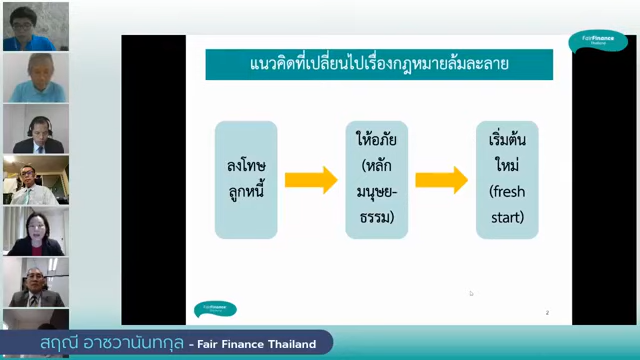 FairFinance
Thailand
แนวคิดที่เปลี่ยนไปเรื่องกฎหมายล้มละลาย
ลงโทษ
ลูกหนี้
ให้อภัย
(หลัก
มนุษย-
ธรรม)
เริ่มต้น
ใหม่
(fresh
start)
FairFinance
2
สฤณี อาชวานันทกุล - Fair Finance Thailand